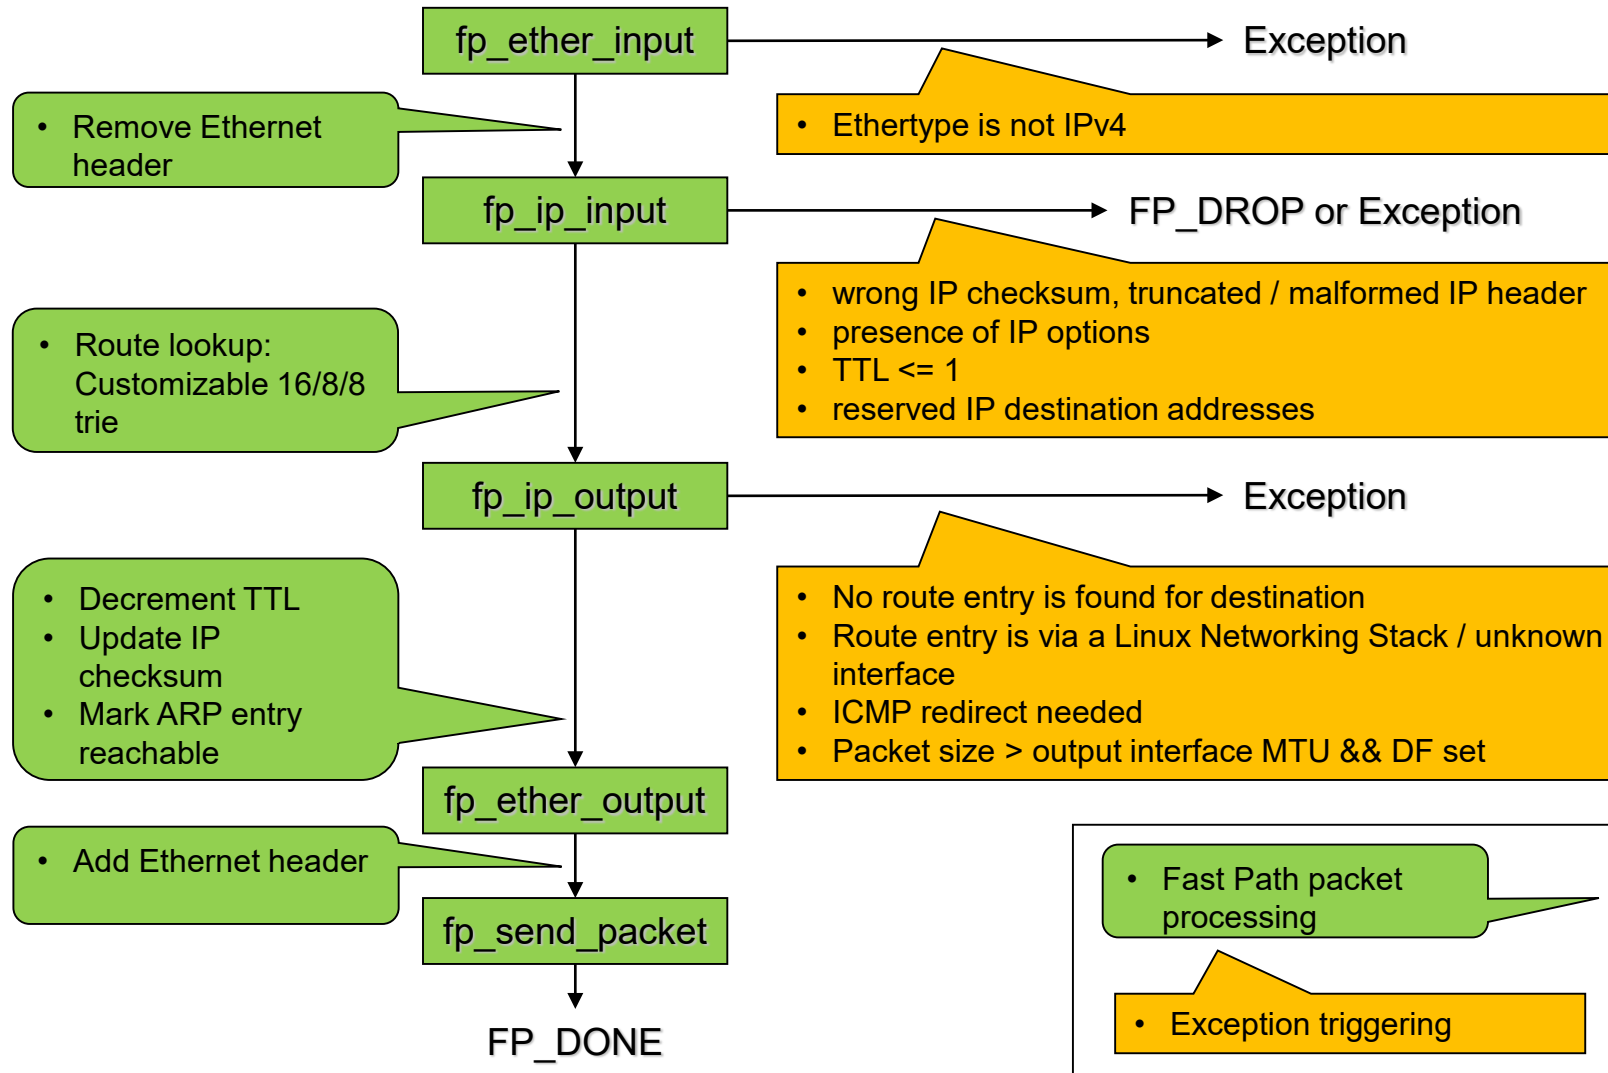 fp_ether_input
Exception
• Ethertype is not IPv4
• Remove Ethernet
header
fp_ip_input
FP_DROP or Exception
• wrong IP checksum, truncated / malformed IP header
• presence of IP options
• TTL <= 1
• reserved IP destination addresses
• Route lookup:
Customizable 16/8/8
trie
fp_ip_output
Exception
• No route entry is found for destination
• Route entry is via a Linux Networking Stack / unknown
interface
• ICMP redirect needed
• Packet size > output interface MTU && DF set
• Decrement TTL
• Update IP
checksum
• Mark ARP entry
reachable
fp_ether_output
• Add Ethernet header
fp_send_packet
FP_DONE
• Fast Path packet
processing
• Exception triggering